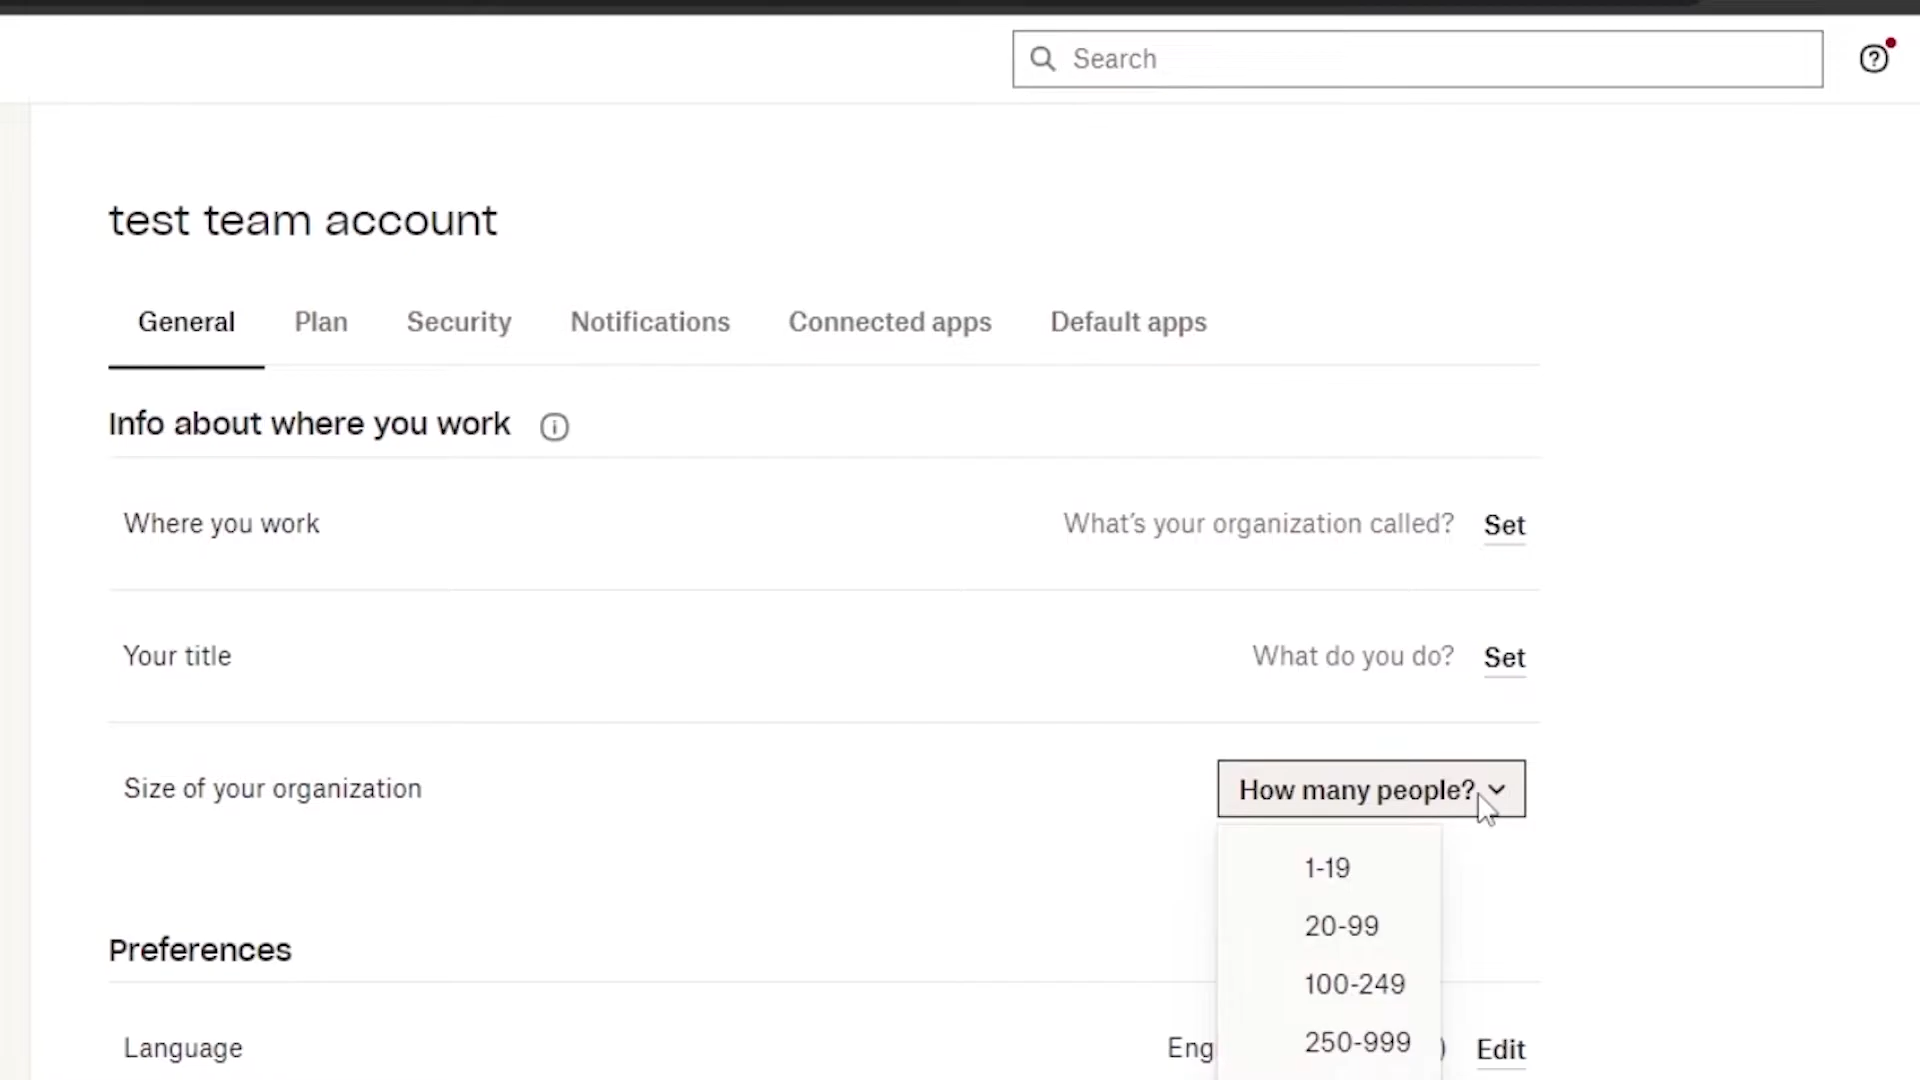 Search
test team account
General Plan Security Notifications Connected apps Default apps
Info about where you work
Where you work What's your organization called? Set
Your title What do you do? Set
Size of your organization How many people?
1-19
20-99
Preferences
100-249
Language Eng 250-999 ) Edit